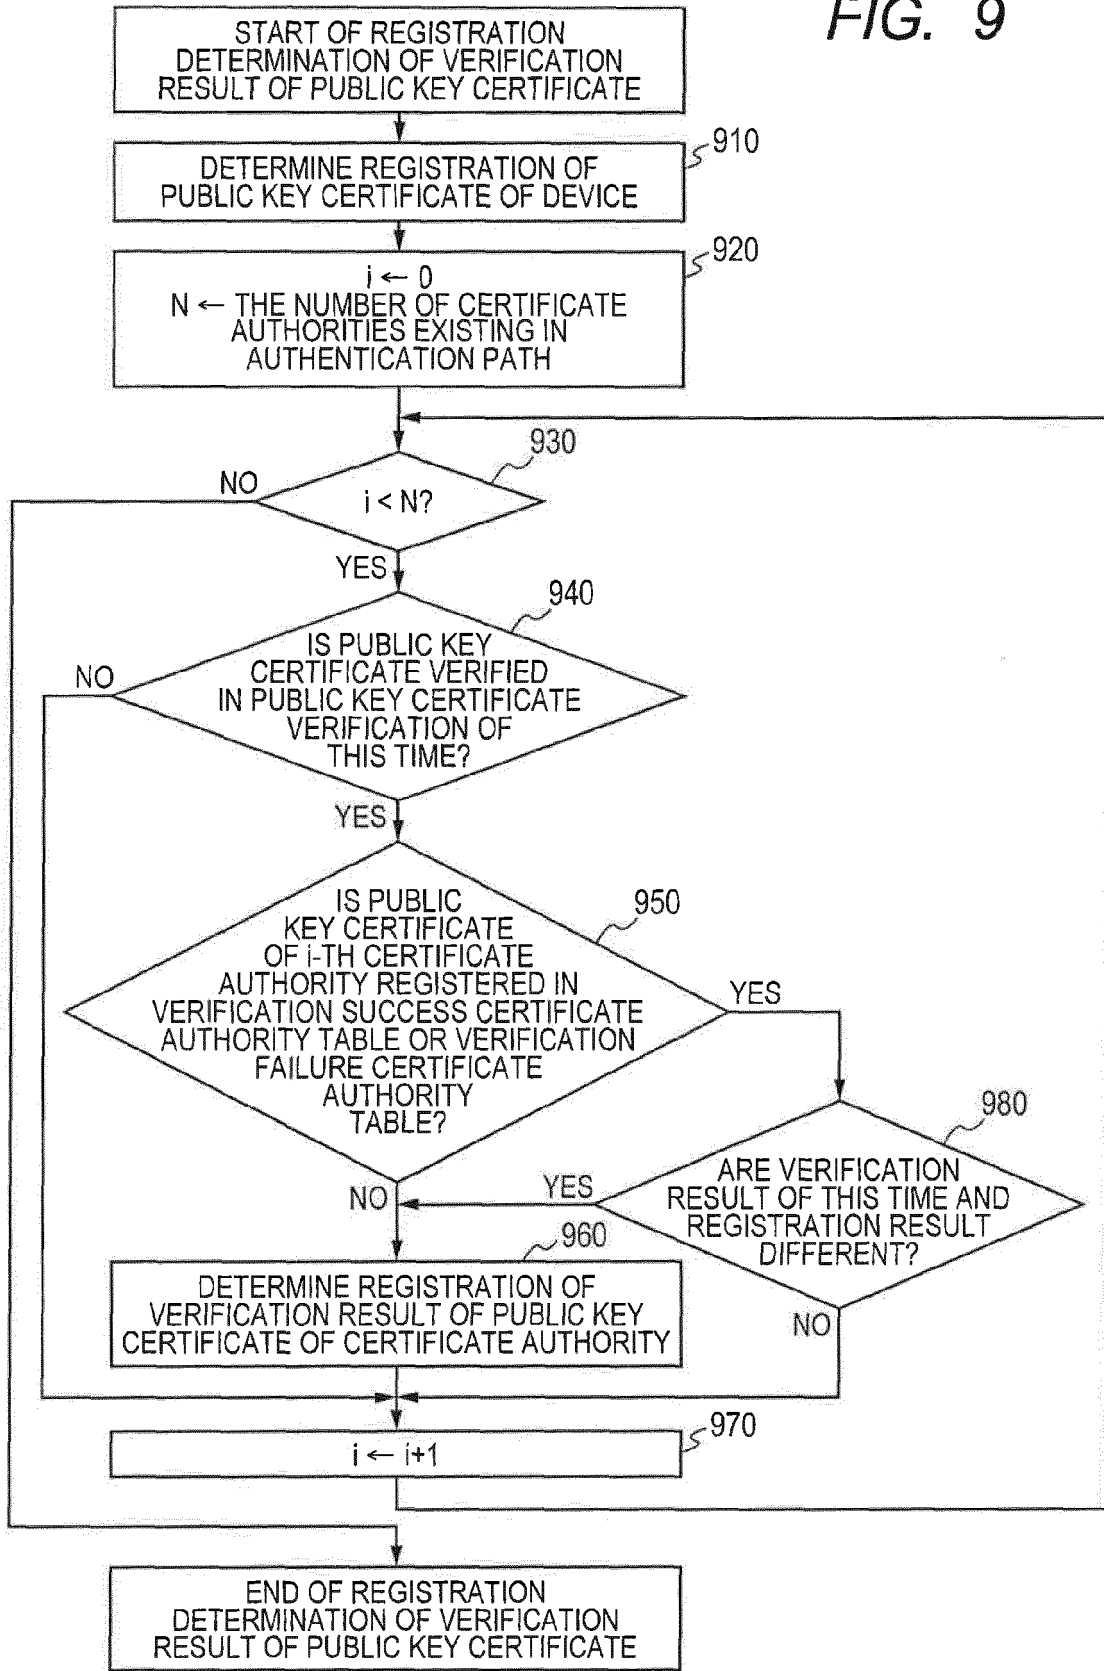 FIG. 9
START OF REGISTRATION
DETERMINATION OF VERIFICATION
RESULT OF PUBLIC KEY CERTIFICATE
910
DETERMINE REGISTRATION OF
PUBLIC KEY CERTIFICATE OF DEVICE
920
i ← 0
N ← THE NUMBER OF CERTIFICATE
AUTHORITIES EXISTING IN
AUTHENTICATION PATH
930
NO
i < N?
YES
940
NO
IS PUBLIC KEY
CERTIFICATE VERIFIED
IN PUBLIC KEY CERTIFICATE
VERIFICATION OF
THIS TIME?
YES
950
IS PUBLIC
KEY CERTIFICATE
OF i-TH CERTIFICATE
AUTHORITY REGISTERED IN
VERIFICATION SUCCESS CERTIFICATE
AUTHORITY TABLE OR VERIFICATION
FAILURE CERTIFICATE
AUTHORITY
TABLE?
YES
NO
980
YES
ARE VERIFICATION
RESULT OF THIS TIME AND
REGISTRATION RESULT
DIFFERENT?
NO
960
DETERMINE REGISTRATION OF
VERIFICATION RESULT OF PUBLIC KEY
CERTIFICATE OF CERTIFICATE AUTHORITY
970
i ← i+1
END OF REGISTRATION
DETERMINATION OF VERIFICATION
RESULT OF PUBLIC KEY CERTIFICATE